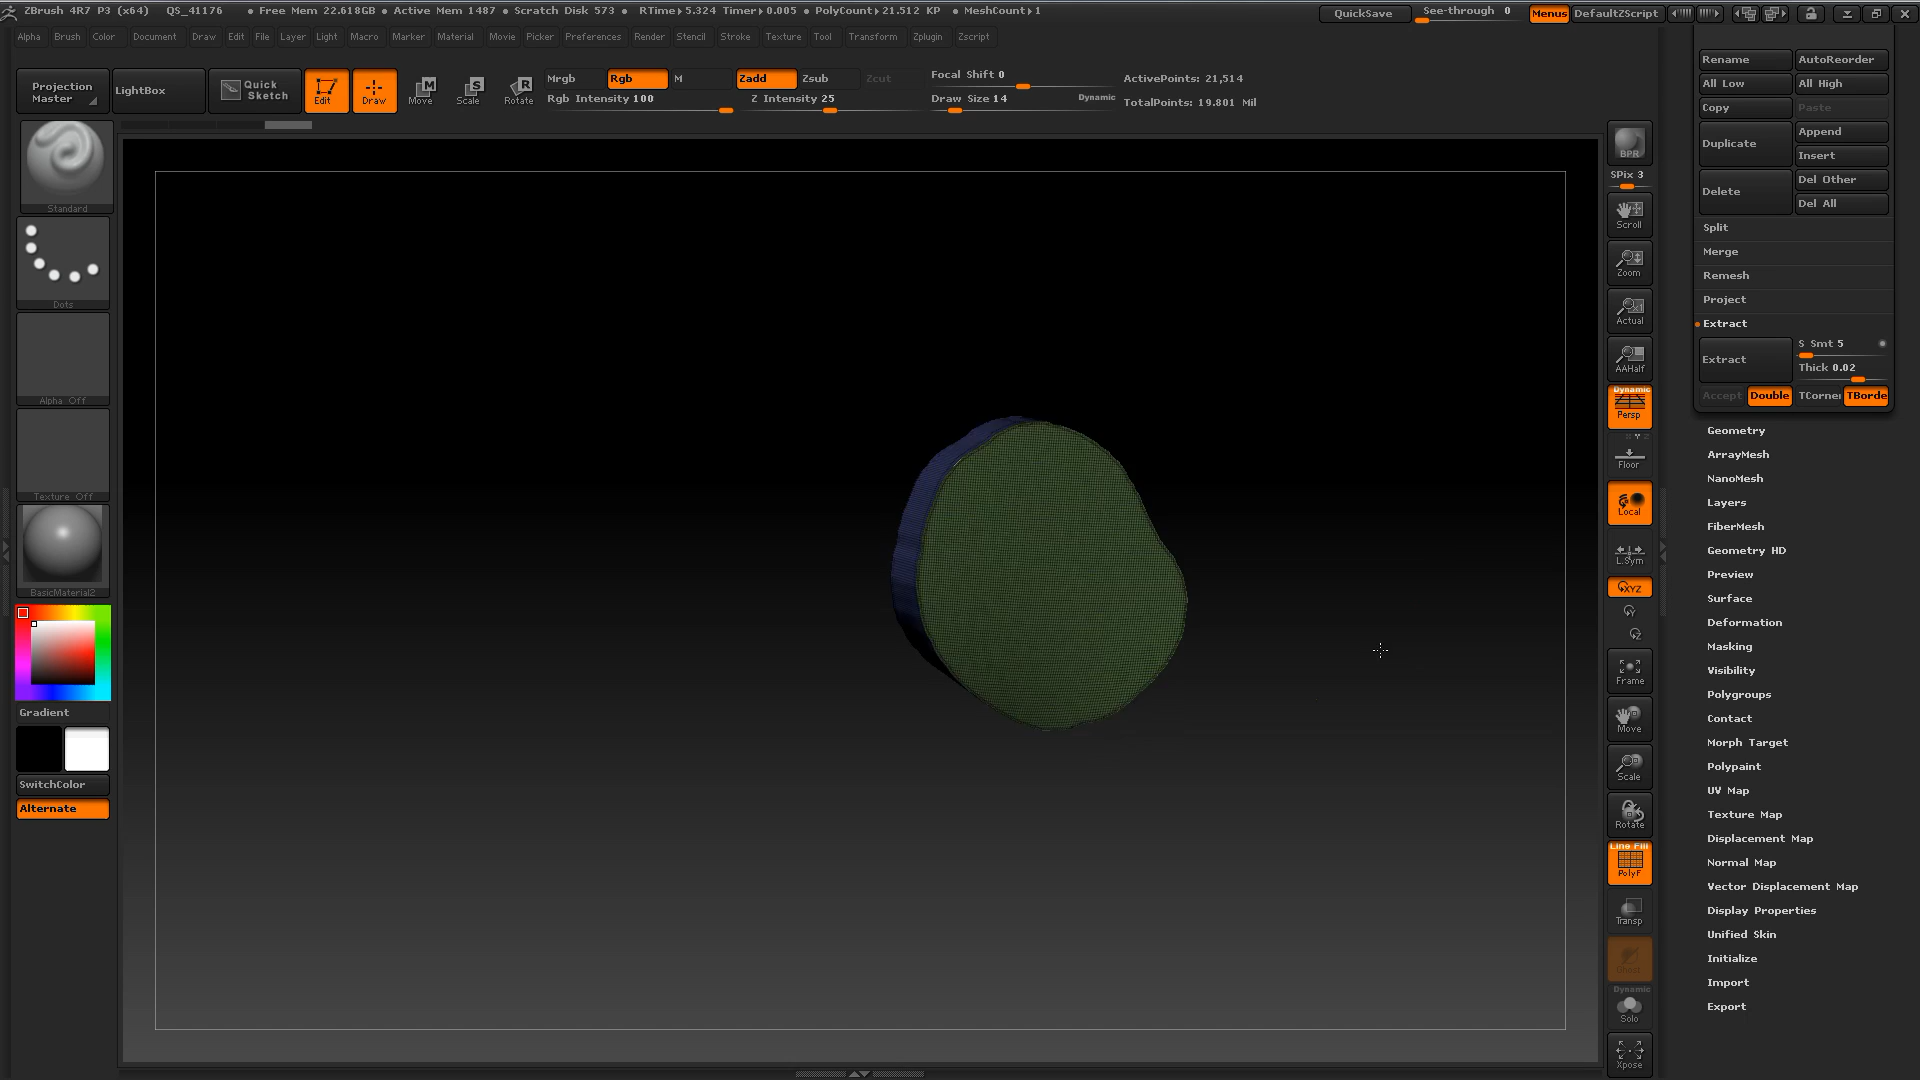 ZBrush 4R7 P3 (x64) QS_41176 • Free Mem 22.618GB • Active Mem 1487 • Scratch Disk 573 • RTime▸5.324 Timer▸0.005 • PolyCount▸21.512 KP • MeshCount▸1
QuickSave See-through 0 Menus DefaultZScript
Alpha Brush Color Document Draw Edit File Layer Light Macro Marker Material Movie Picker Preferences Render Stencil Stroke Texture Tool Transform Zplugin Zscript
Projection Master
LightBox
Quick Sketch
Edit
Draw
Move
Scale
Rotate
Mrgb Rgb M
Rgb Intensity 100
Zadd Zsub Zcut
Z Intensity 25
Focal Shift 0
Draw Size 14
Dynamic
ActivePoints: 21,514
TotalPoints: 19.801 Mil
Standard
Dots
Alpha Off
Texture Off
BasicMaterial2
Gradient
SwitchColor
Alternate
BPR
SPix 3
Scroll
Zoom
Actual
AAHalf
Dynamic
Persp
Floor
Local
L.Sym
XYZ
Y
Z
Frame
Move
Scale
Rotate
Line Fill
PolyF
Transp
Ghost
Dynamic
Solo
Xpose
Rename AutoReorder
All Low All High
Copy Paste
Duplicate Append
Insert
Delete Del Other
Del All
Split
Merge
Remesh
Project
Extract
Extract S Smt 5
Thick 0.02
Accept Double TCorner TBorde
Geometry
ArrayMesh
NanoMesh
Layers
FiberMesh
Geometry HD
Preview
Surface
Deformation
Masking
Visibility
Polygroups
Contact
Morph Target
Polypaint
UV Map
Texture Map
Displacement Map
Normal Map
Vector Displacement Map
Display Properties
Unified Skin
Initialize
Import
Export